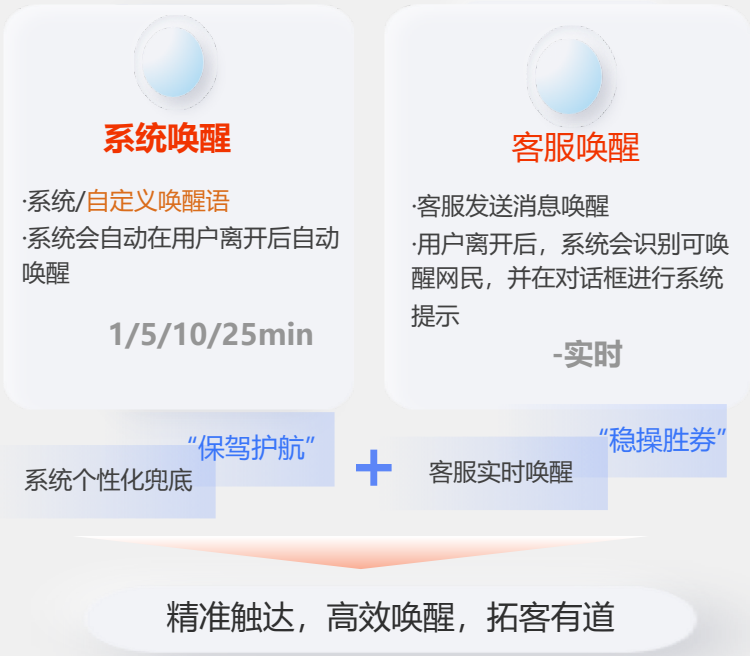 系统唤醒
·系统/自定义唤醒语
·系统会自动在用户离开后自动
唤醒
1/5/10/25min
客服唤醒
·客服发送消息唤醒
·用户离开后，系统会识别可唤
醒网民，并在对话框进行系统
提示
-实时
“保驾护航”
系统个性化兜底
+
“稳操胜券”
客服实时唤醒
精准触达，高效唤醒，拓客有道